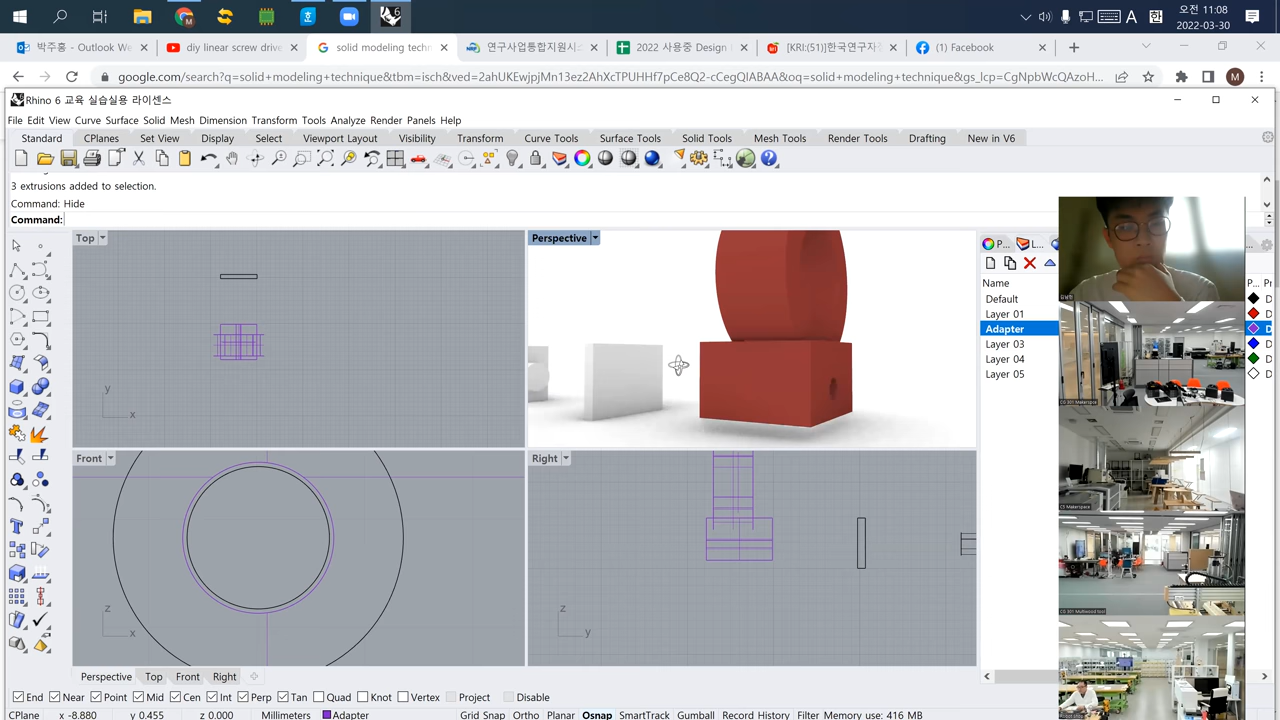 오전 11:08
2022-03-30
A 한
박주홍 - Outlook We
diy linear screw drive
solid modeling techn
연구사업통합지원시스
2022 사용중 Design
[KRI:(51)]한국연구자
(1) Facebook
google.com/search?q=solid+modeling+technique&tbm=isch&ved=2ahUKEwjpjMn13ez2AhXcTPUHHf7pCe8Q2-cCegQIABAA&oq=solid+modeling+technique&gs_lcp=CgNpbWcQAzoH...
M
Rhino 6 교육 실습실용 라이센스
File Edit View Curve Surface Solid Mesh Dimension Transform Tools Analyze Render Panels Help
Standard CPlanes Set View Display Select Viewport Layout Visibility Transform Curve Tools Surface Tools Solid Tools Mesh Tools Render Tools Drafting New in V6
3 extrusions added to selection.
Command: Hide
Command:
Top
Perspective
P...
L...
Name
P...
Default
Layer 01
Adapter
Layer 03
Layer 04
Layer 05
y
x
Front
Right
z
x
z
y
CG 301 Makerspace
Perspective Top Front Right
End Near Point Mid Cen Int Perp Tan Quad Knot Vertex Project Disable
CPlane x -8.880 y 0.455 z 0.000 Millimeters Adapter Grid Snap Ortho Planar Osnap SmartTrack Gumball Record History Filter Memory use: 416 MB